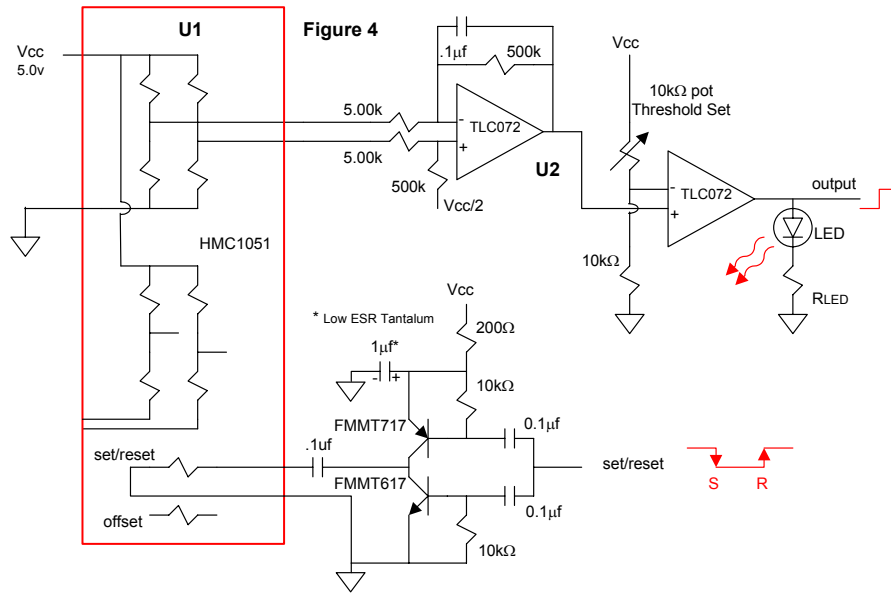 U1
Figure 4
Vcc
5.0v
.1µf
500k
5.00k
-
TLC072
5.00k
+
500k
U2
Vcc/2
Vcc
10kΩ pot
Threshold Set
-
TLC072
+
output
LED
10kΩ
RLED
HMC1051
Vcc
* Low ESR Tantalum
200Ω
1µf*
- +
10kΩ
FMMT717
0.1µf
.1uf
set/reset
set/reset
S R
FMMT617
0.1µf
offset
10kΩ